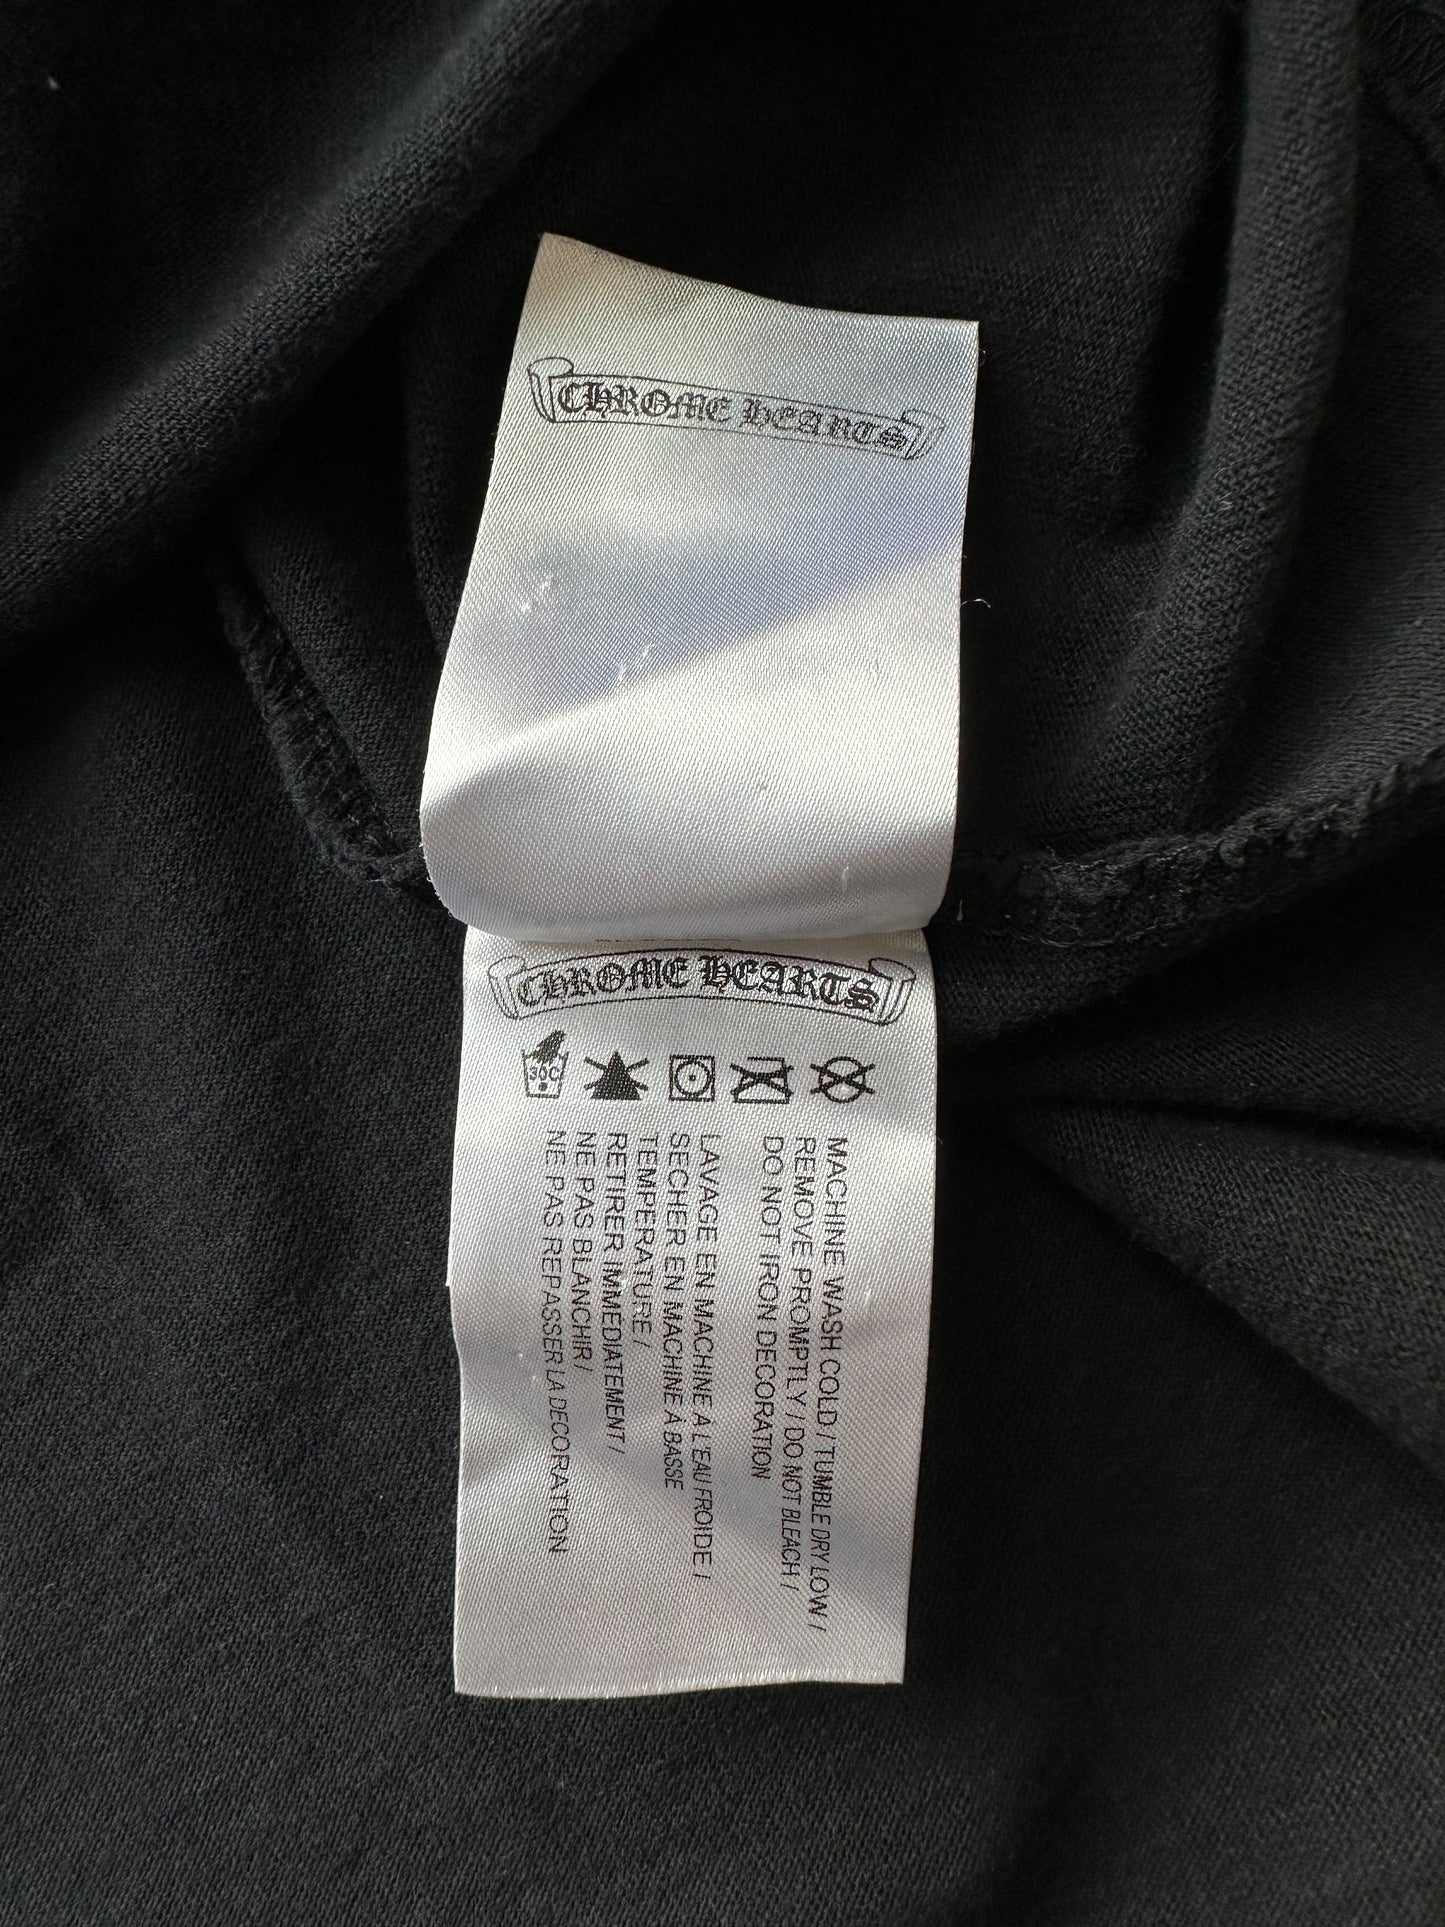 CHROME HEARTS
CHROME HEARTS
30C
MACHINE WASH COLD / TUMBLE DRY LOW /
REMOVE PROMPTLY / DO NOT BLEACH /
DO NOT IRON DECORATION
LAVAGE EN MACHINE À L'EAU FROIDE /
SECHER EN MACHINE À BASSE
TEMPERATURE /
RETIRER IMMEDIATEMENT /
NE PAS BLANCHIR /
NE PAS REPASSER LA DECORATION